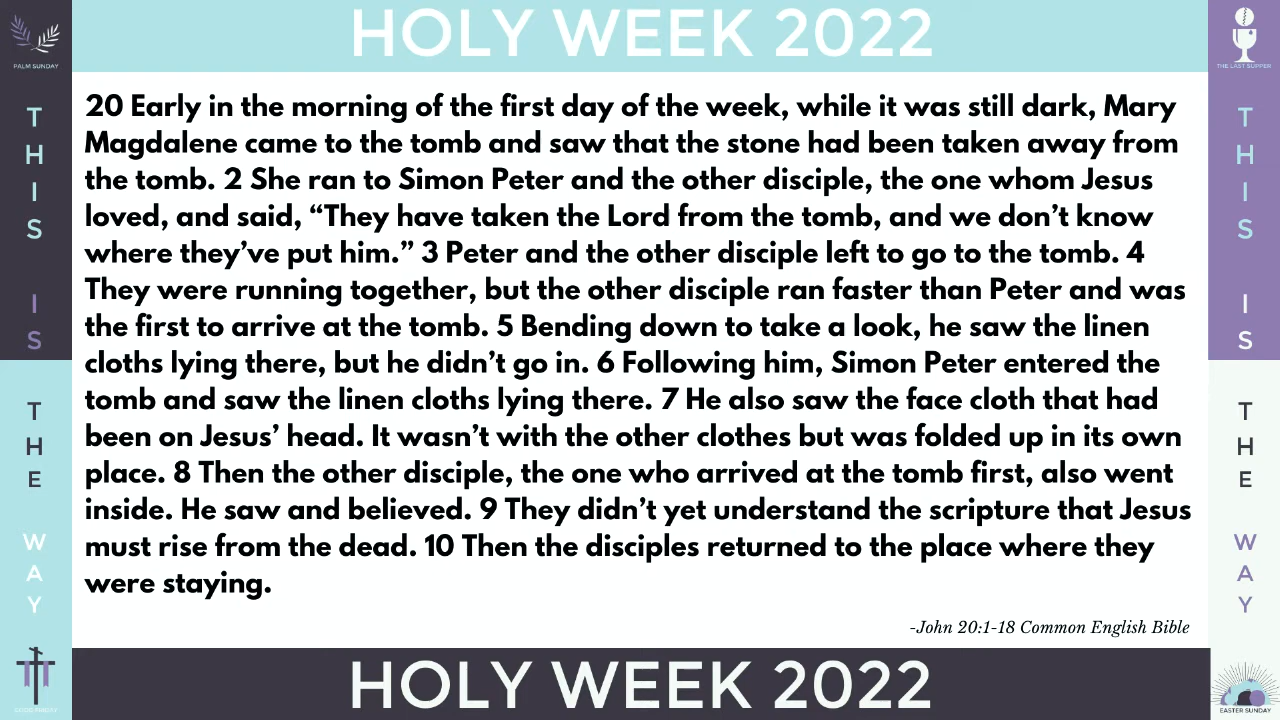 HOLY WEEK 2022
PALM SUNDAY
THIS
IS
THE
WAY
GOOD FRIDAY
20 Early in the morning of the first day of the week, while it was still dark, Mary
Magdalene came to the tomb and saw that the stone had been taken away from
the tomb. 2 She ran to Simon Peter and the other disciple, the one whom Jesus
loved, and said, “They have taken the Lord from the tomb, and we don’t know
where they’ve put him.” 3 Peter and the other disciple left to go to the tomb. 4
They were running together, but the other disciple ran faster than Peter and was
the first to arrive at the tomb. 5 Bending down to take a look, he saw the linen
cloths lying there, but he didn’t go in. 6 Following him, Simon Peter entered the
tomb and saw the linen cloths lying there. 7 He also saw the face cloth that had
been on Jesus’ head. It wasn’t with the other clothes but was folded up in its own
place. 8 Then the other disciple, the one who arrived at the tomb first, also went
inside. He saw and believed. 9 They didn’t yet understand the scripture that Jesus
must rise from the dead. 10 Then the disciples returned to the place where they
were staying.
-John 20:1-18 Common English Bible
THE LAST SUPPER
THIS
IS
THE
WAY
EASTER SUNDAY
HOLY WEEK 2022